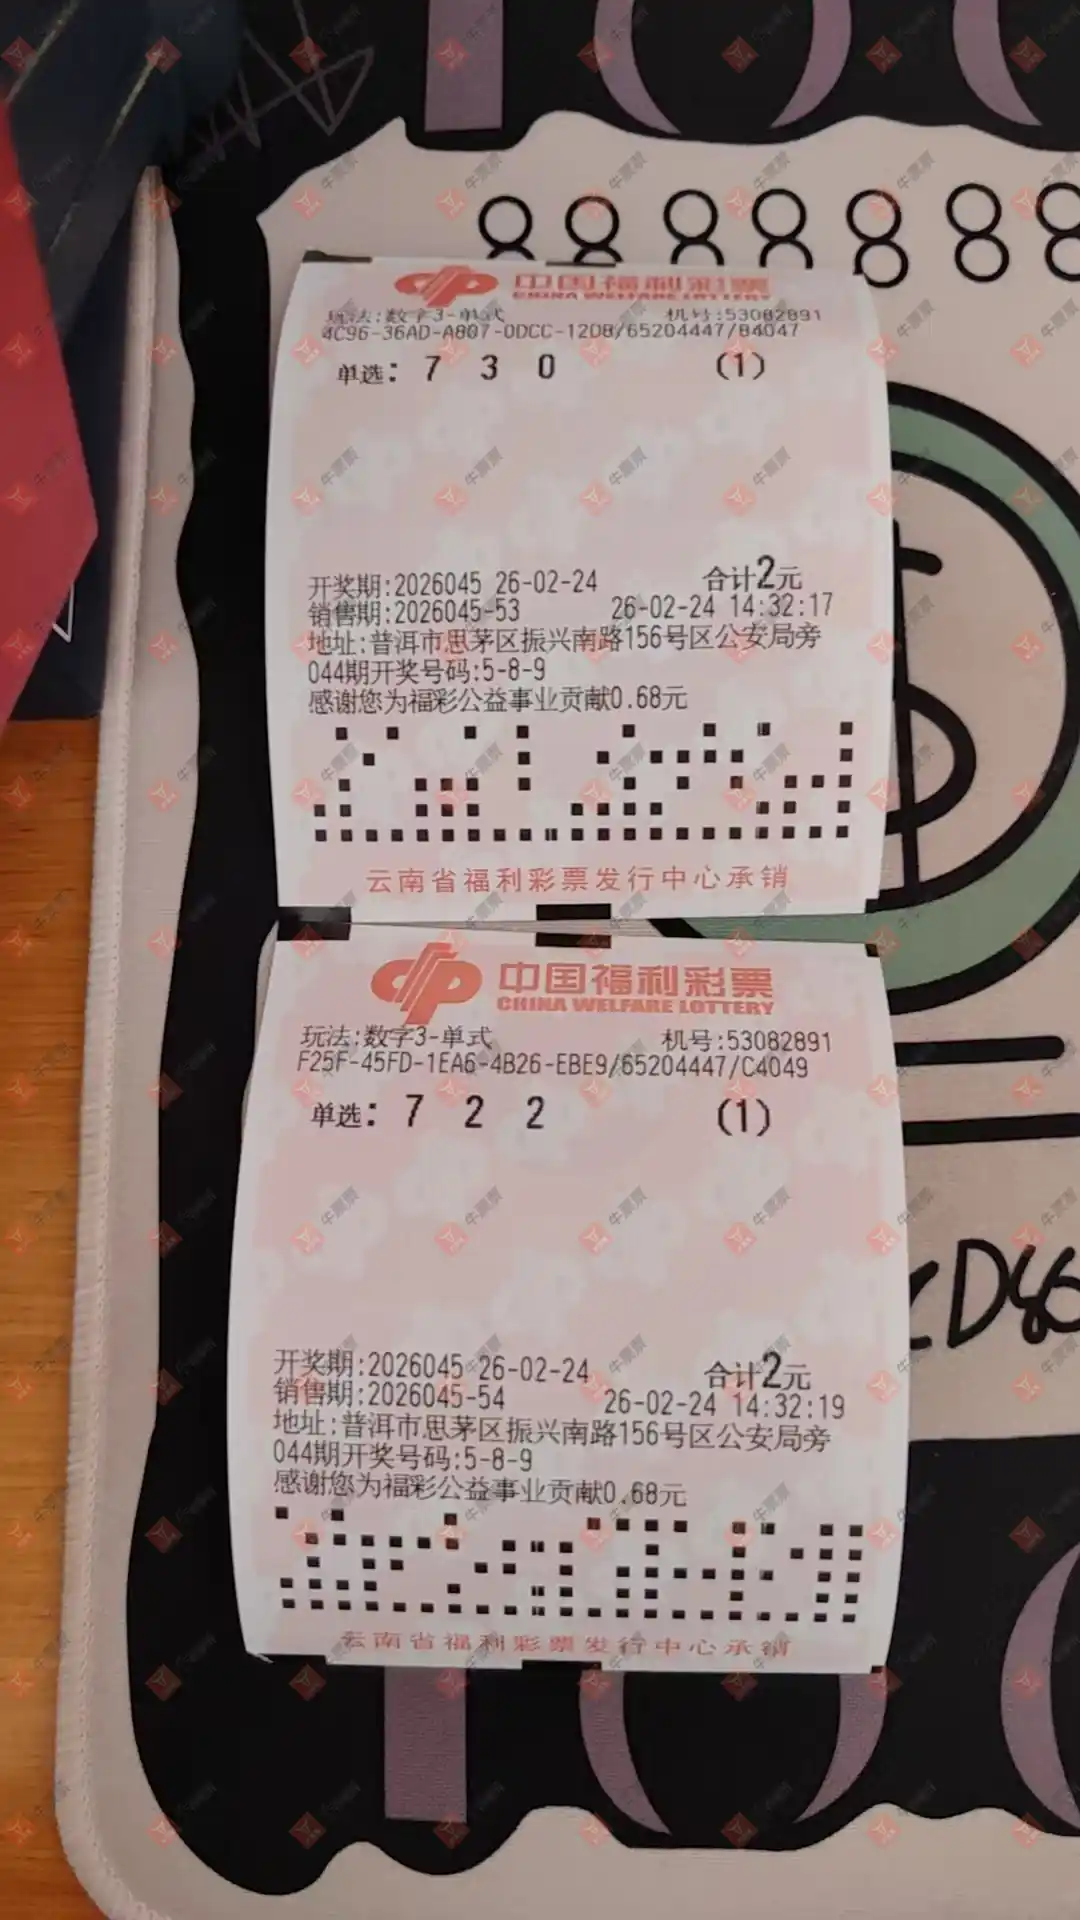 88888888
中国福利彩票
CHINA WELFARE LOTTERY
玩法:数字3-单式 机号:53082891
4C96-36AD-A807-0DCC-12D8/65204447/84047
单选: 7 3 0 (1)
开奖期:2026045 26-02-24 合计2元
销售期:2026045-53 26-02-24 14:32:17
地址:普洱市思茅区振兴南路156号区公安局旁
044期开奖号码:5-8-9
感谢您为福彩公益事业贡献0.68元
云南省福利彩票发行中心承销
中国福利彩票
CHINA WELFARE LOTTERY
玩法:数字3-单式 机号:53082891
F25F-45FD-1EA6-4B26-EBE9/65204447/C4049
单选: 7 2 2 (1)
开奖期:2026045 26-02-24 合计2元
销售期:2026045-54 26-02-24 14:32:19
地址:普洱市思茅区振兴南路156号区公安局旁
044期开奖号码:5-8-9
感谢您为福彩公益事业贡献0.68元
云南省福利彩票发行中心承销